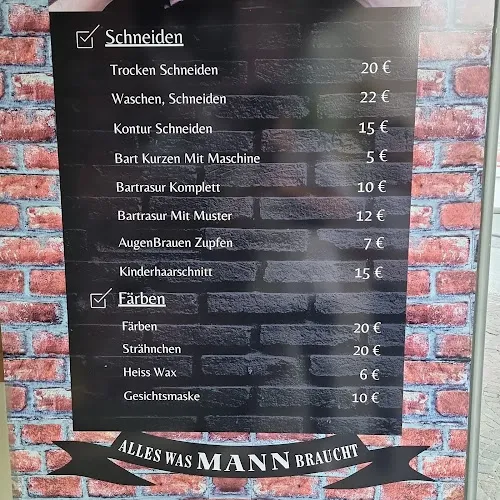 Schneiden
Trocken Schneiden 20 €
Waschen, Schneiden 22 €
Kontur Schneiden 15 €
Bart Kurzen Mit Maschine 5 €
Bartrasur Komplett 10 €
Bartrasur Mit Muster 12 €
AugenBrauen Zupfen 7 €
Kinderhaarschnitt 15 €
Färben
Färben 20 €
Strähnchen 20 €
Heiss Wax 6 €
Gesichtsmaske 10 €
ALLES WAS MANN BRAUCHT